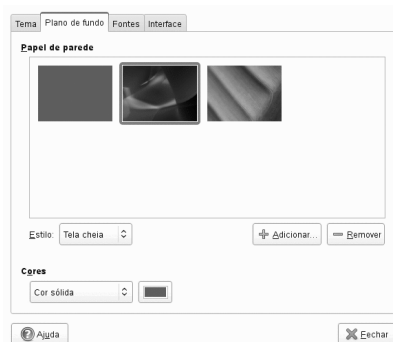 Tema Plano de fundo Fontes Interface
Papel de parede
Estilo: Tela cheia Adicionar... Remover
Cores
Cor sólida
Ajuda Fechar